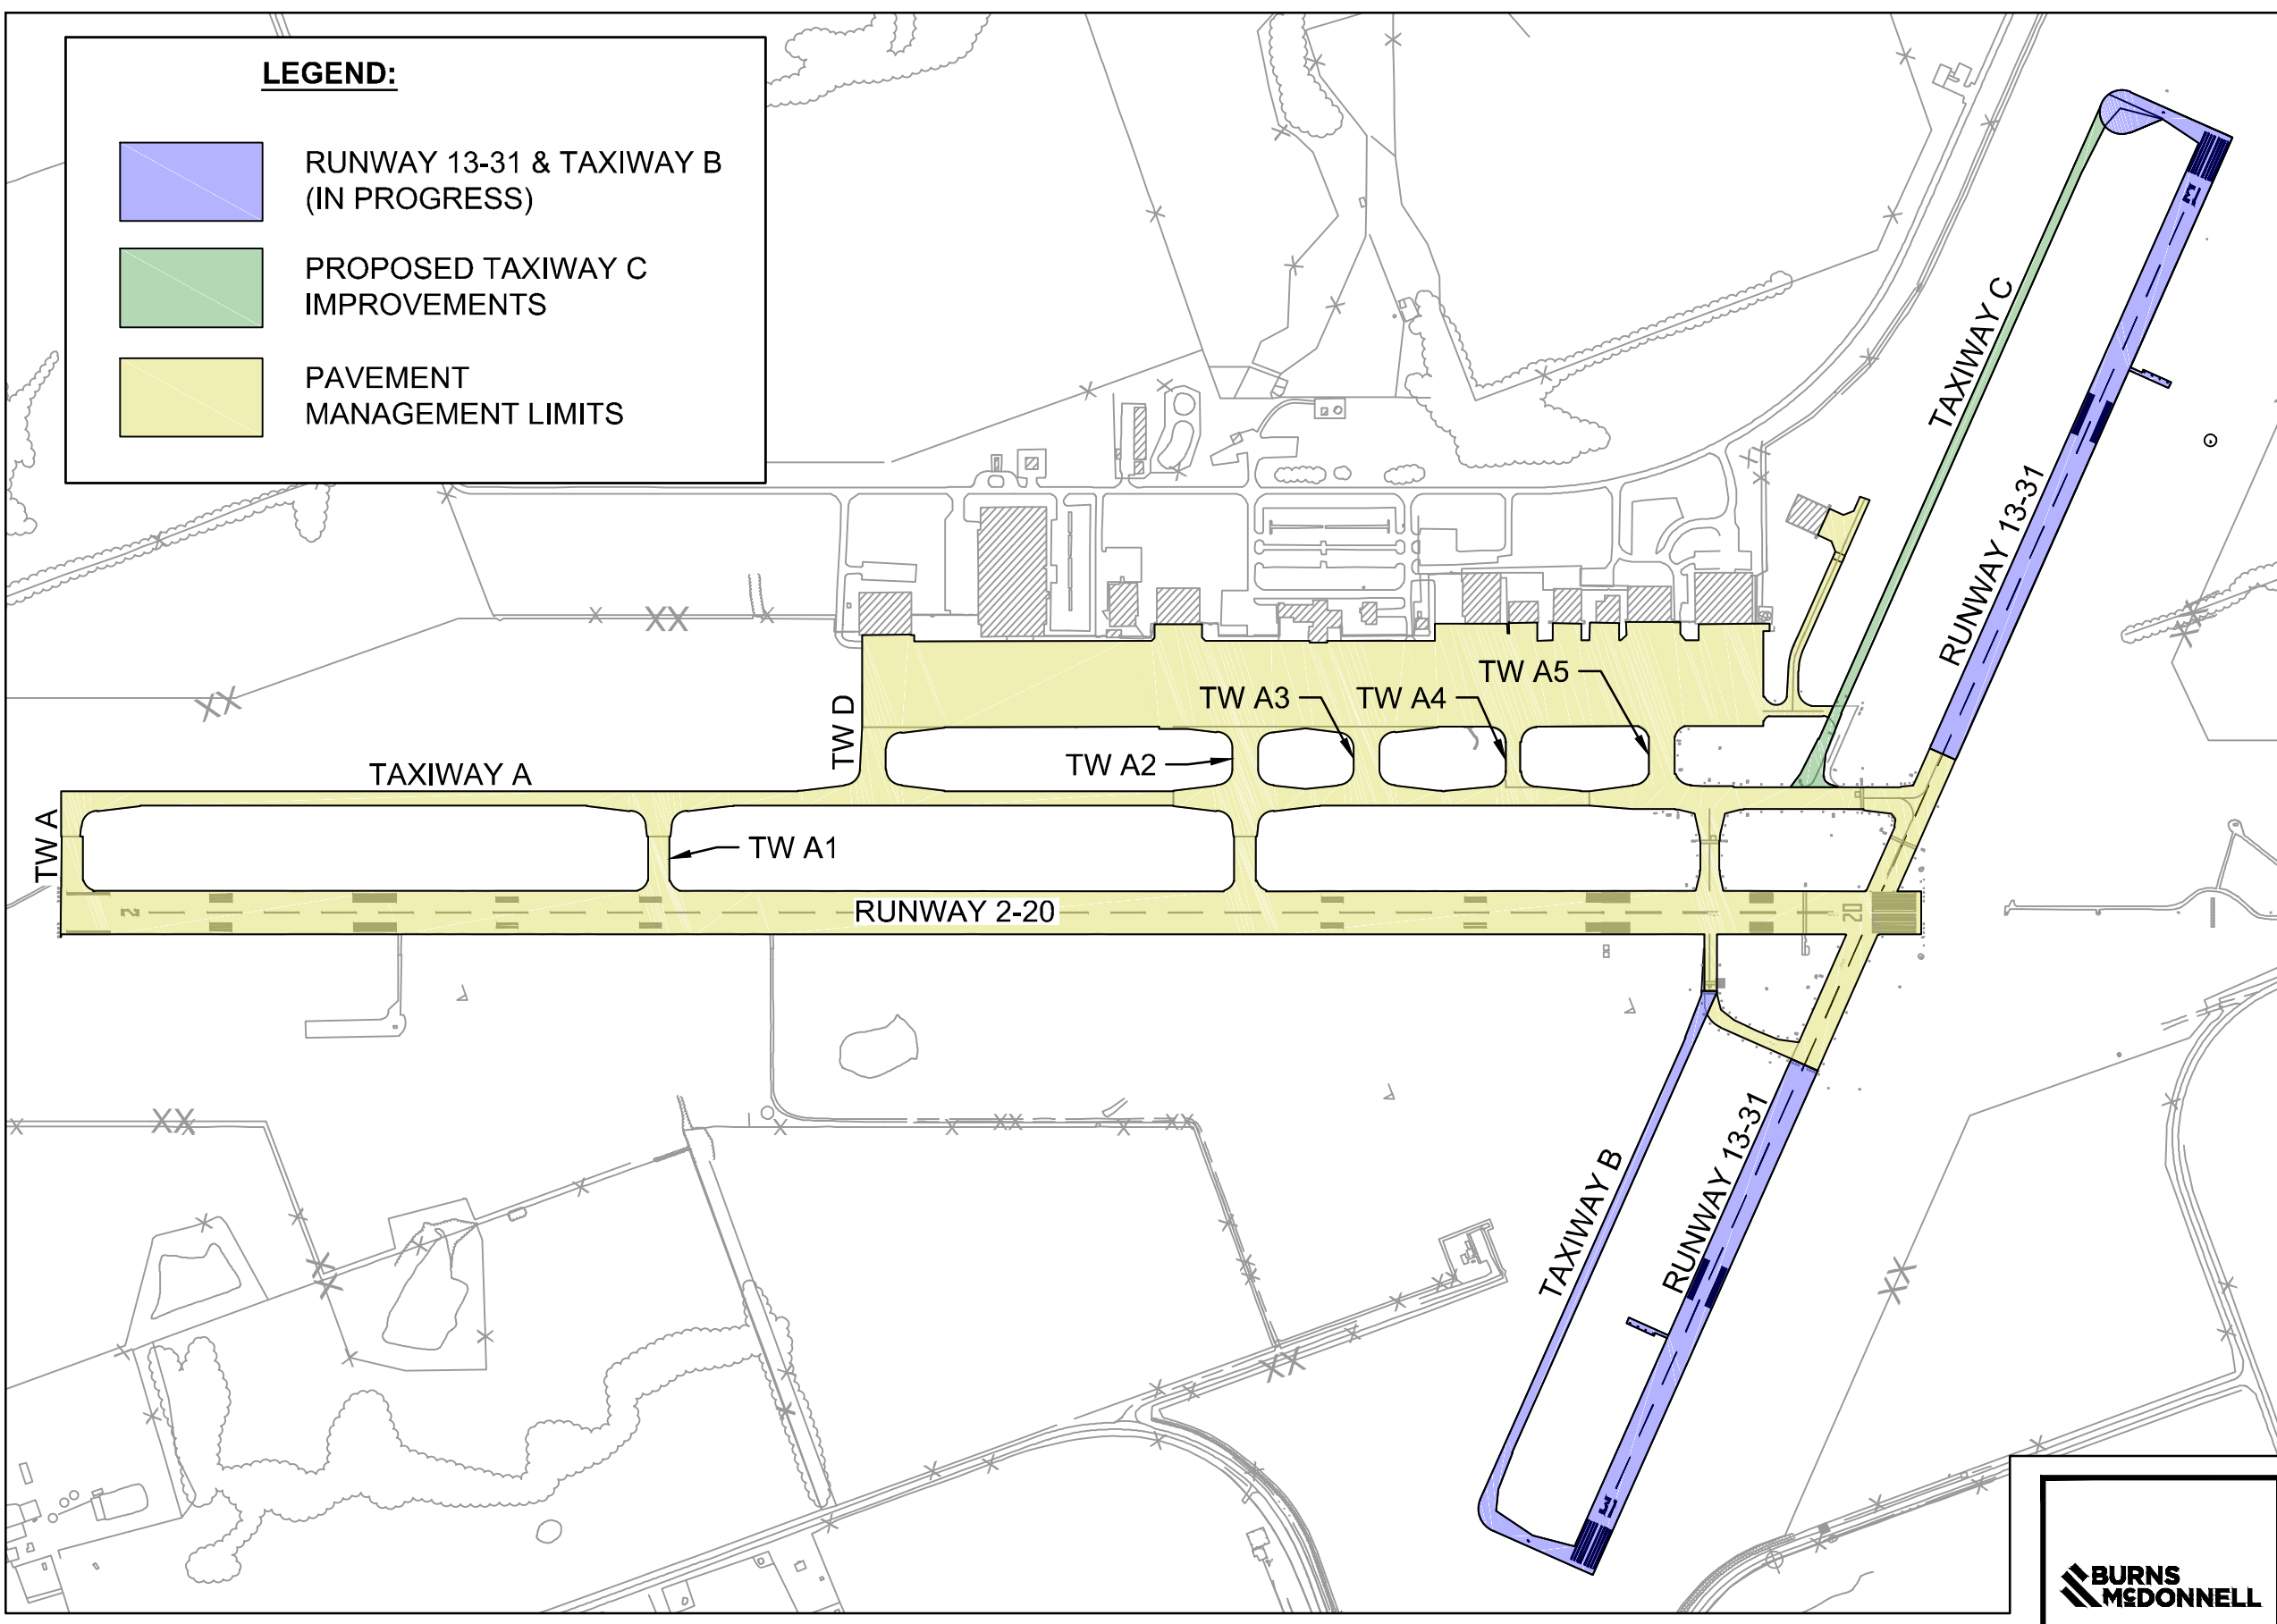 LEGEND:
RUNWAY 13-31 & TAXIWAY B
(IN PROGRESS)
PROPOSED TAXIWAY C
IMPROVEMENTS
PAVEMENT
MANAGEMENT LIMITS
TAXIWAY C
RUNWAY 13-31
TW A5
TW A3
TW A4
TW D
TW A2
TAXIWAY A
TW A
TW A1
2
RUNWAY 2-20
20
TAXIWAY B
RUNWAY 13-31
BURNS
MCDONNELL